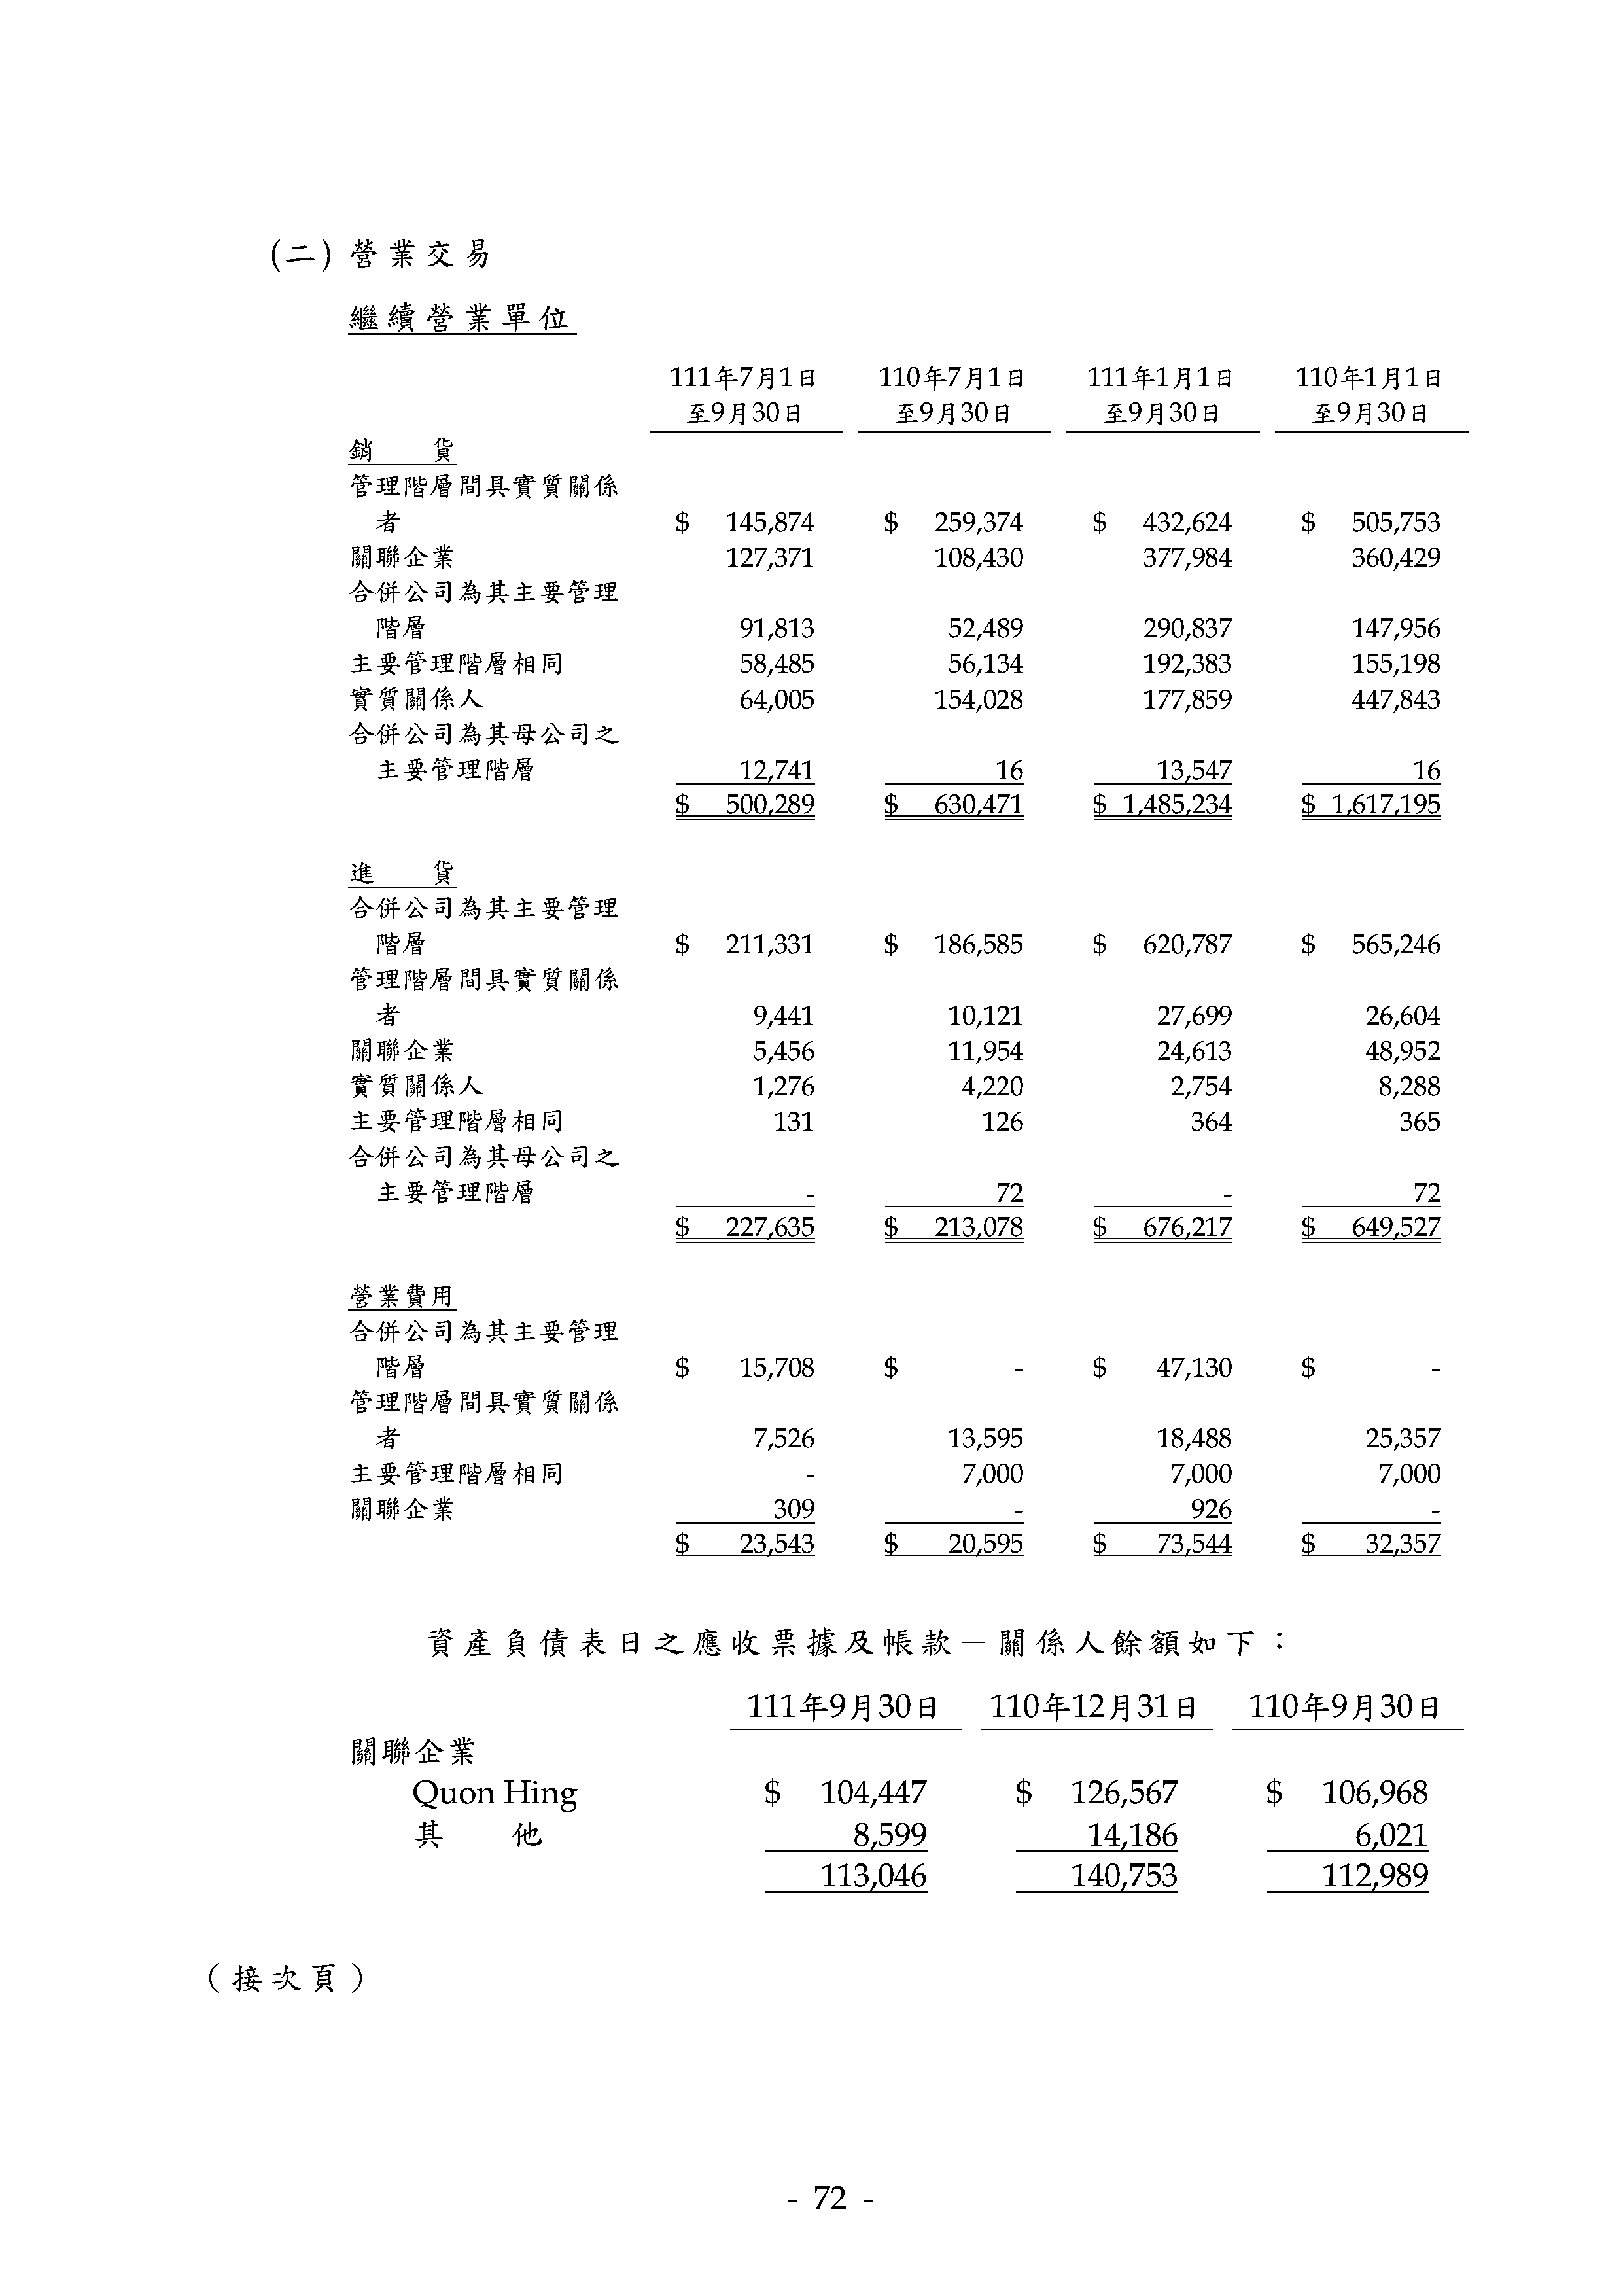 (二) 營業交易
繼續營業單位
111年7月1日 110年7月1日 111年1月1日 110年1月1日
至9月30日 至9月30日 至9月30日 至9月30日
銷 貨
管理階層間具實質關係
者 $ 145,874 $ 259,374 $ 432,624 $ 505,753
關聯企業 127,371 108,430 377,984 360,429
合併公司為其主要管理
階層 91,813 52,489 290,837 147,956
主要管理階層相同 58,485 56,134 192,383 155,198
實質關係人 64,005 154,028 177,859 447,843
合併公司為其母公司之
主要管理階層 12,741 16 13,547 16
$ 500,289 $ 630,471 $ 1,485,234 $ 1,617,195
進 貨
合併公司為其主要管理
階層 $ 211,331 $ 186,585 $ 620,787 $ 565,246
管理階層間具實質關係
者 9,441 10,121 27,699 26,604
關聯企業 5,456 11,954 24,613 48,952
實質關係人 1,276 4,220 2,754 8,288
主要管理階層相同 131 126 364 365
合併公司為其母公司之
主要管理階層 - 72 - 72
$ 227,635 $ 213,078 $ 676,217 $ 649,527
營業費用
合併公司為其主要管理
階層 $ 15,708 $ - $ 47,130 $ -
管理階層間具實質關係
者 7,526 13,595 18,488 25,357
主要管理階層相同 - 7,000 7,000 7,000
關聯企業 309 - 926 -
$ 23,543 $ 20,595 $ 73,544 $ 32,357
資產負債表日之應收票據及帳款－關係人餘額如下：
111年9月30日 110年12月31日 110年9月30日
關聯企業
Quon Hing $ 104,447 $ 126,567 $ 106,968
其 他 8,599 14,186 6,021
113,046 140,753 112,989
（接次頁）
- 72 -